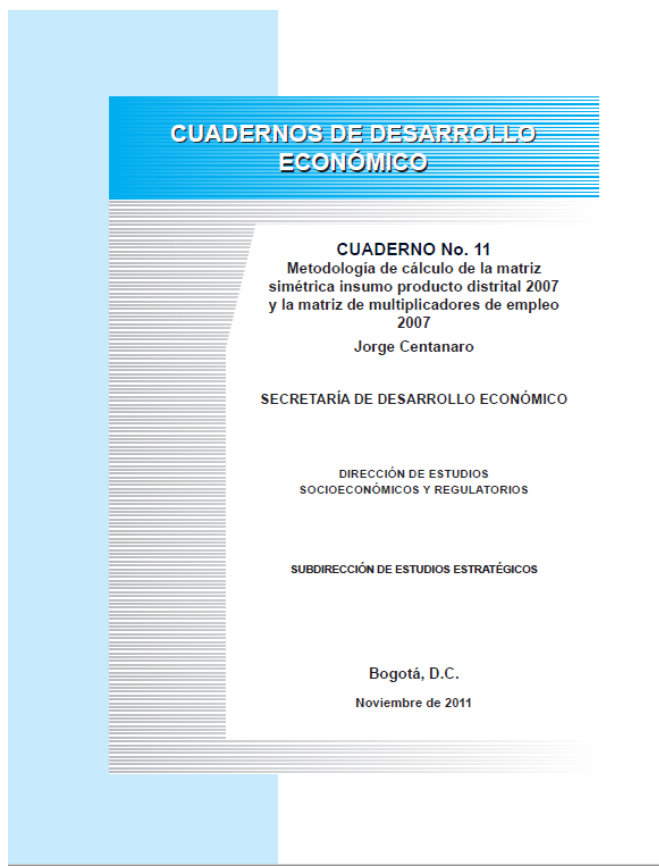 CUADERNOS DE DESARROLLO
ECONÓMICO
CUADERNO No. 11
Metodología de cálculo de la matriz
simétrica insumo producto distrital 2007
y la matriz de multiplicadores de empleo
2007
Jorge Centanaro
SECRETARÍA DE DESARROLLO ECONÓMICO
DIRECCIÓN DE ESTUDIOS
SOCIOECONÓMICOS Y REGULATORIOS
SUBDIRECCIÓN DE ESTUDIOS ESTRATÉGICOS
Bogotá, D.C.
Noviembre de 2011